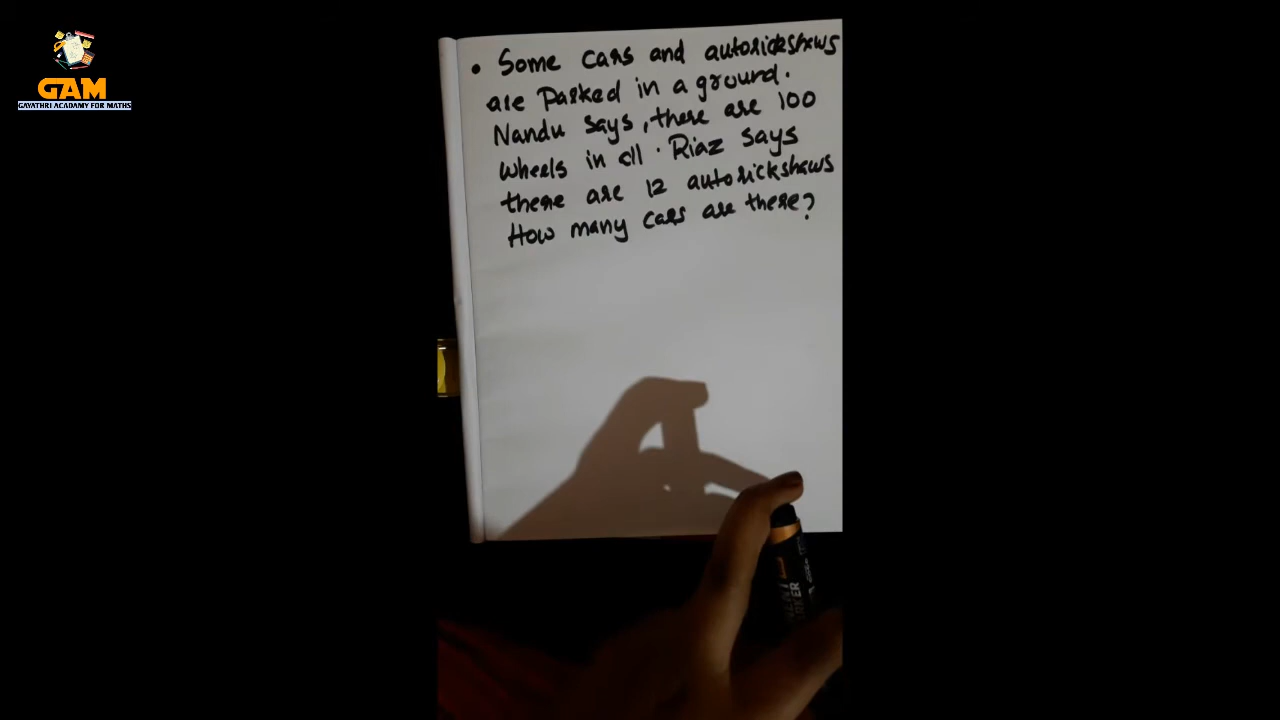 GAM
GAYATHRI ACADAMY FOR MATHS
• Some cars and autorickshaws
are Parked in a ground.
Nandu says, there are 100
wheels in all. Riaz says
there are 12 autorickshaws
How many cars are there?